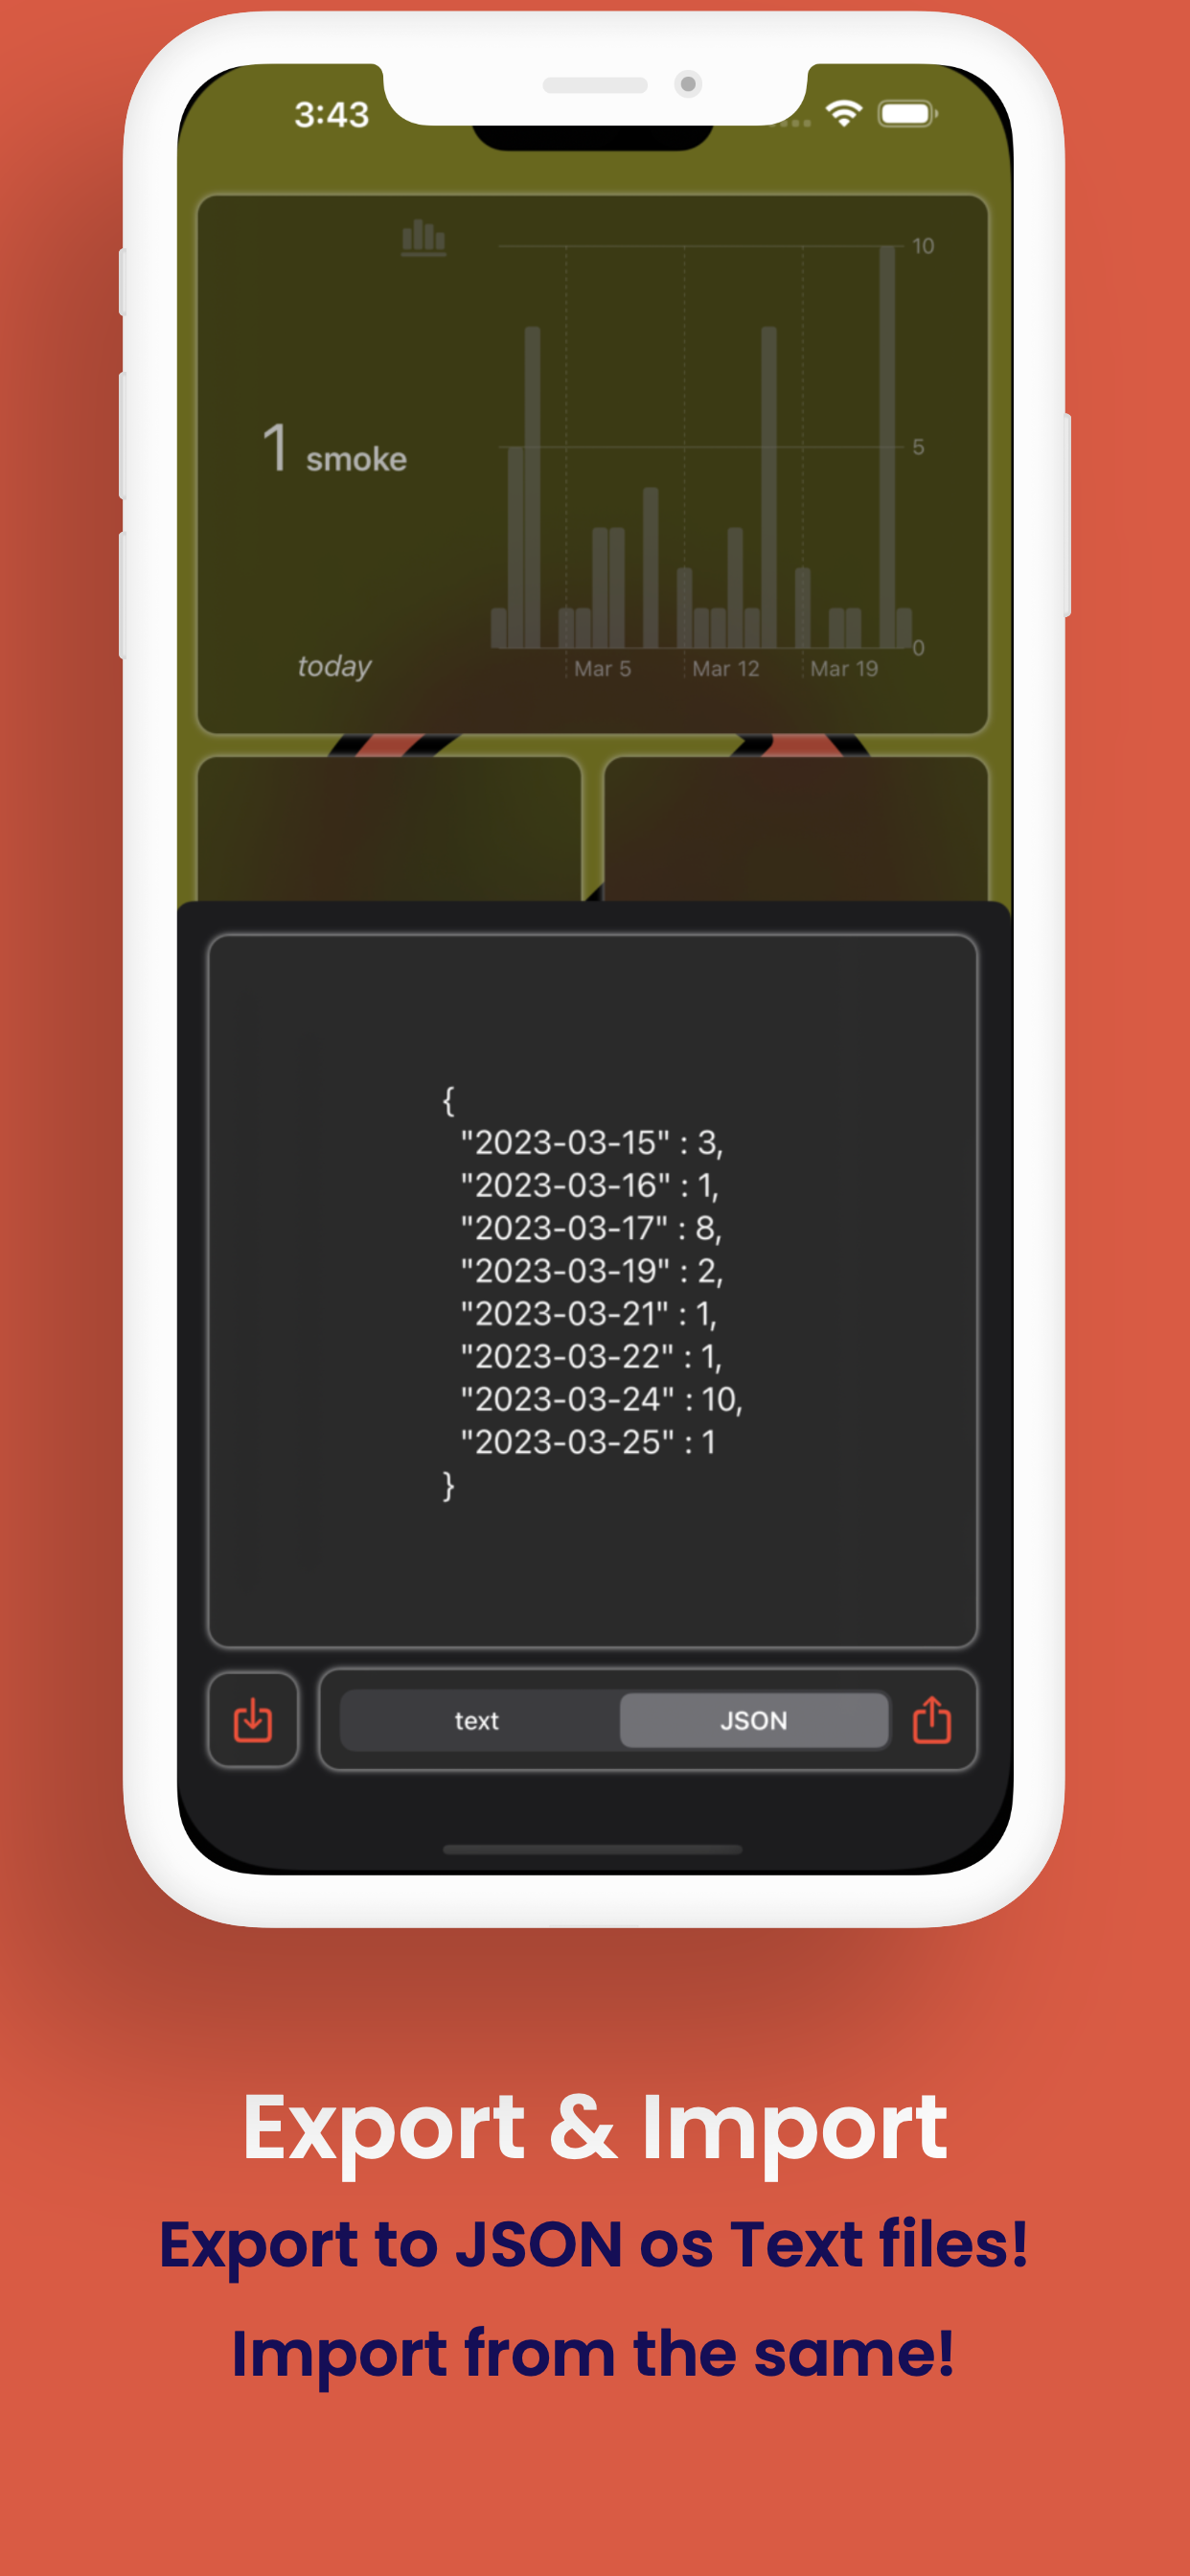 3:43
10
5
0
1 smoke
today
Mar 5 Mar 12 Mar 19
{
"2023-03-15" : 3,
"2023-03-16" : 1,
"2023-03-17" : 8,
"2023-03-19" : 2,
"2023-03-21" : 1,
"2023-03-22" : 1,
"2023-03-24" : 10,
"2023-03-25" : 1
}
text JSON
Export & Import
Export to JSON os Text files!
Import from the same!